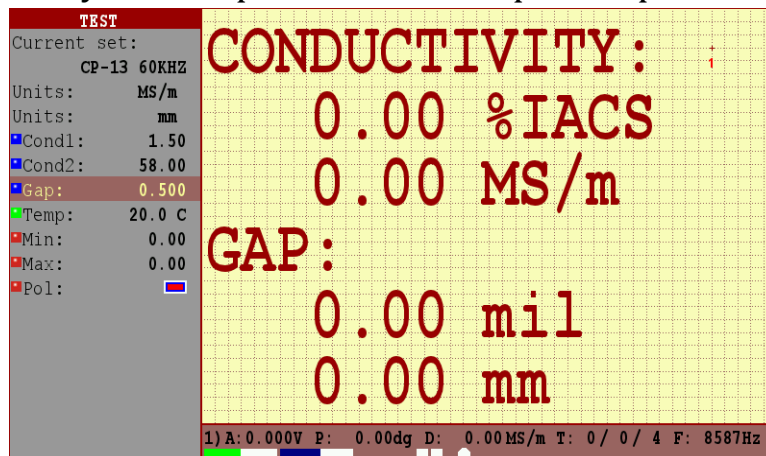 TEST
Current set:
CP-13 60KHZ
Units: MS/m
Units: mm
Cond1: 1.50
Cond2: 58.00
Gap: 0.500
Temp: 20.0 C
Min: 0.00
Max: 0.00
Pol:
CONDUCTIVITY:
0.00 %IACS
0.00 MS/m
GAP:
0.00 mil
0.00 mm
+
1
1)A:0.000V P: 0.00dg D: 0.00MS/m T: 0/ 0/ 4 F: 8587Hz